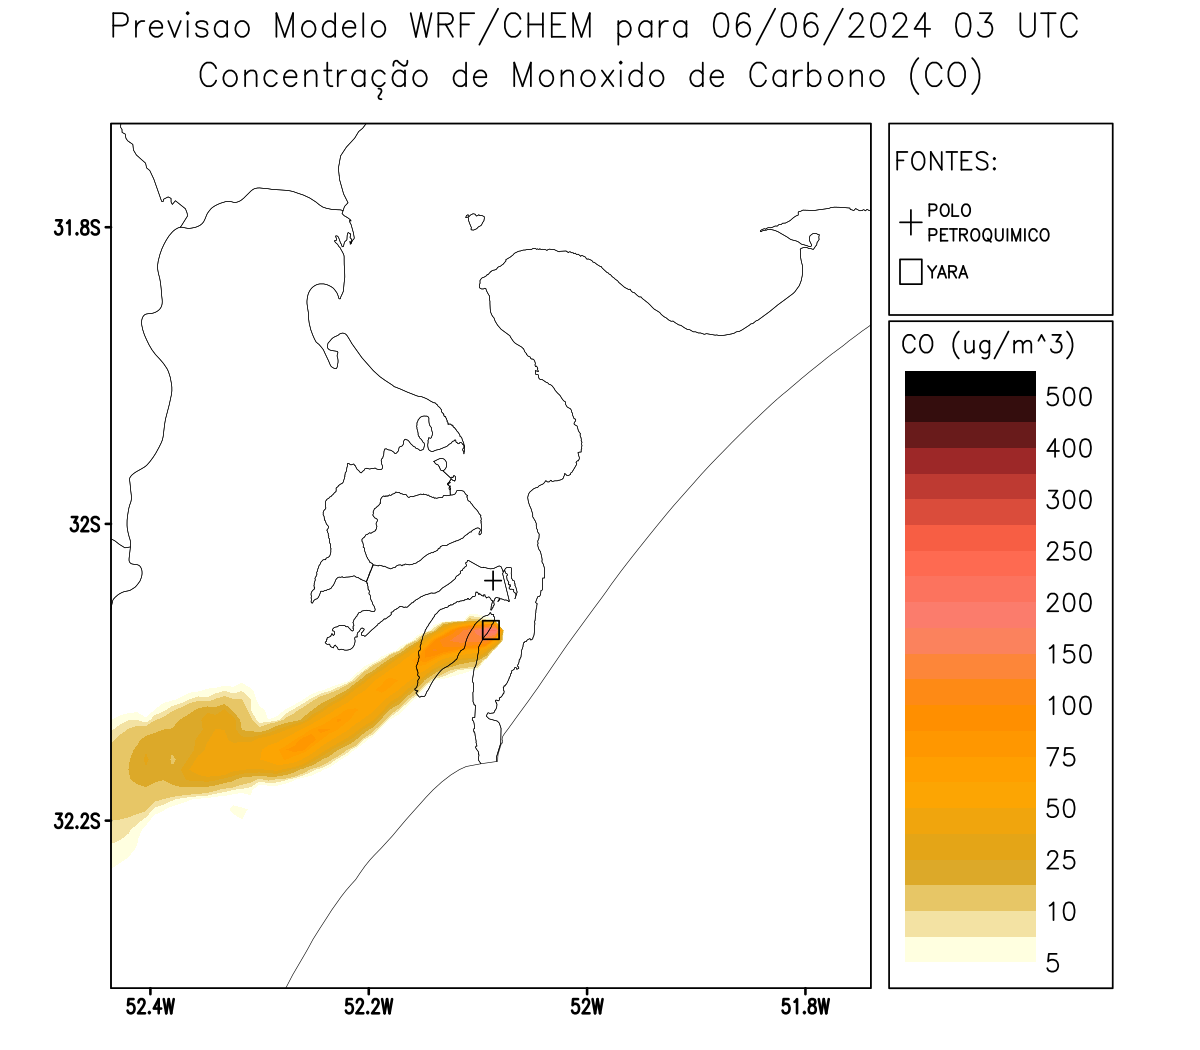 Previsao Modelo WRF/CHEM para 06/06/2024 03 UTC
Concentração de Monoxido de Carbono (CO)
FONTES:
POLO
PETROQUIMICO
YARA
CO (ug/m^3)
500
400
300
250
200
150
100
75
50
25
10
5
31.8S
32S
32.2S
52.4W
52.2W
52W
51.8W